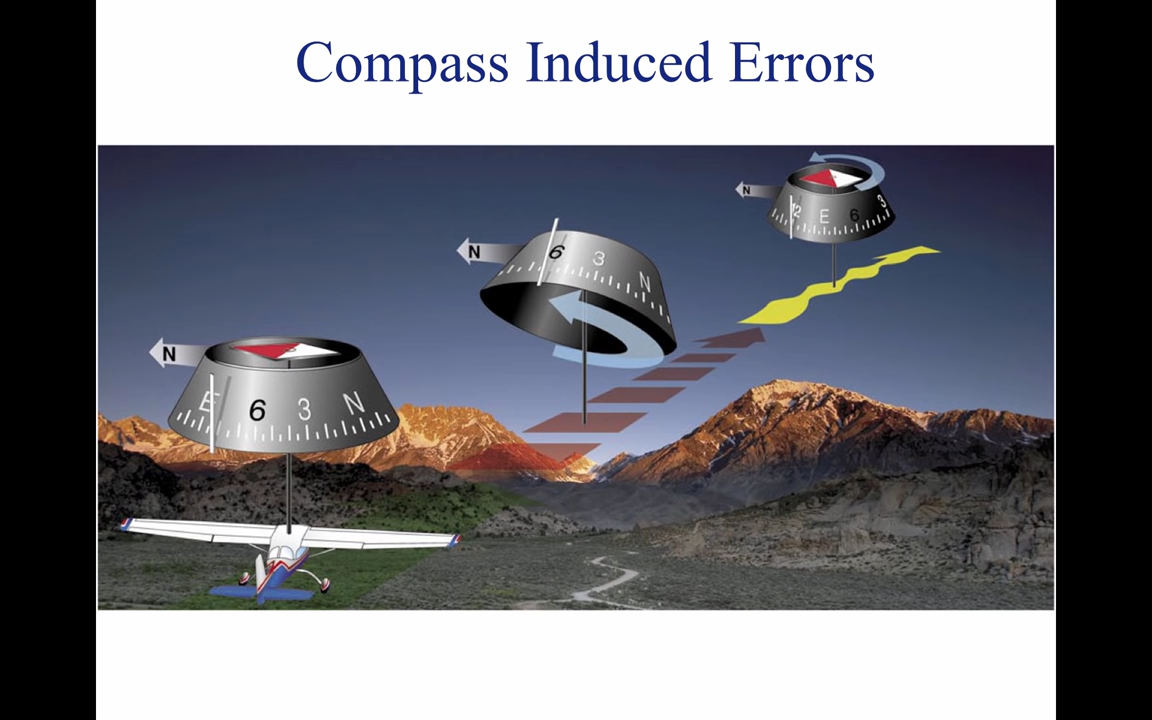 Compass Induced Errors
N
12 E 6 3
N
6 3 N
N
E 6 3 N